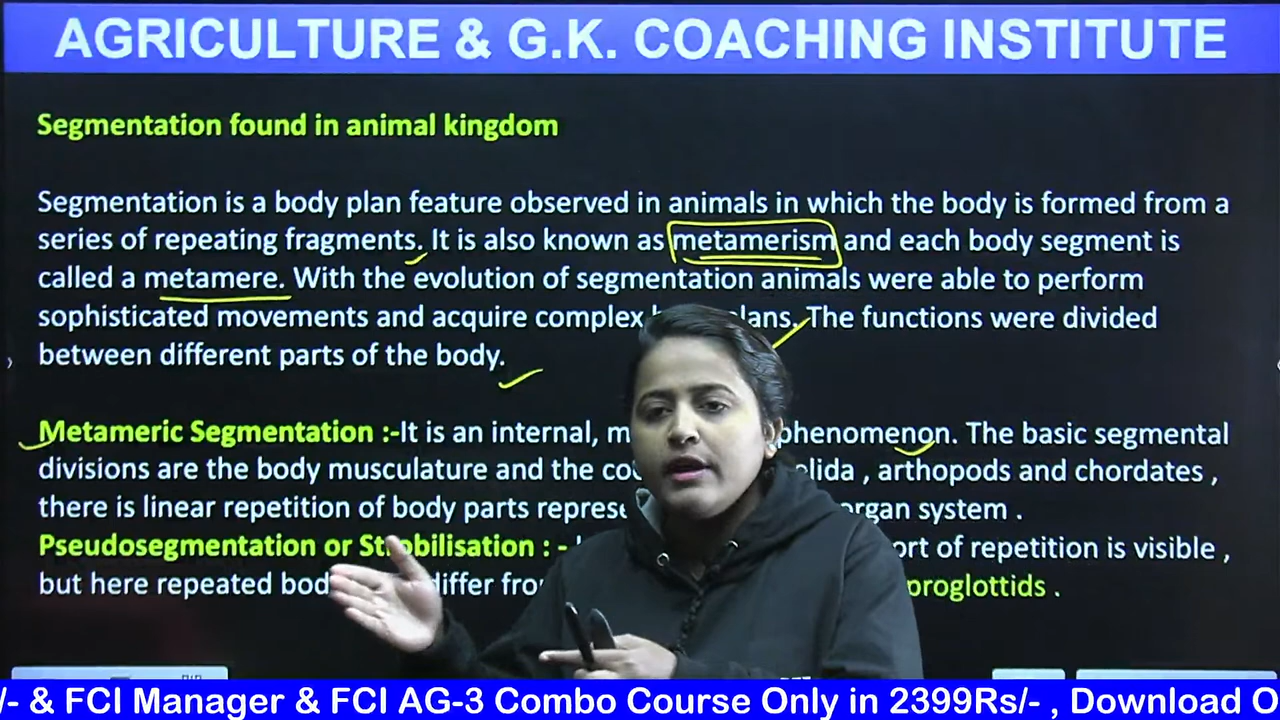 AGRICULTURE & G.K. COACHING INSTITUTE
Segmentation found in animal kingdom
Segmentation is a body plan feature observed in animals in which the body is formed from a
series of repeating fragments. It is also known as metamerism and each body segment is
called a metamere. With the evolution of segmentation animals were able to perform
sophisticated movements and acquire complex plans. The functions were divided
between different parts of the body.
Metameric Segmentation :-It is an internal, phenomenon. The basic segmental
divisions are the body musculature and the , arthopods and chordates ,
there is linear repetition of body parts organ system .
Pseudosegmentation or Strobilisation : - of repetition is visible ,
but here repeated differ proglottids .
/- & FCI Manager & FCI AG-3 Combo Course Only in 2399Rs/- , Download